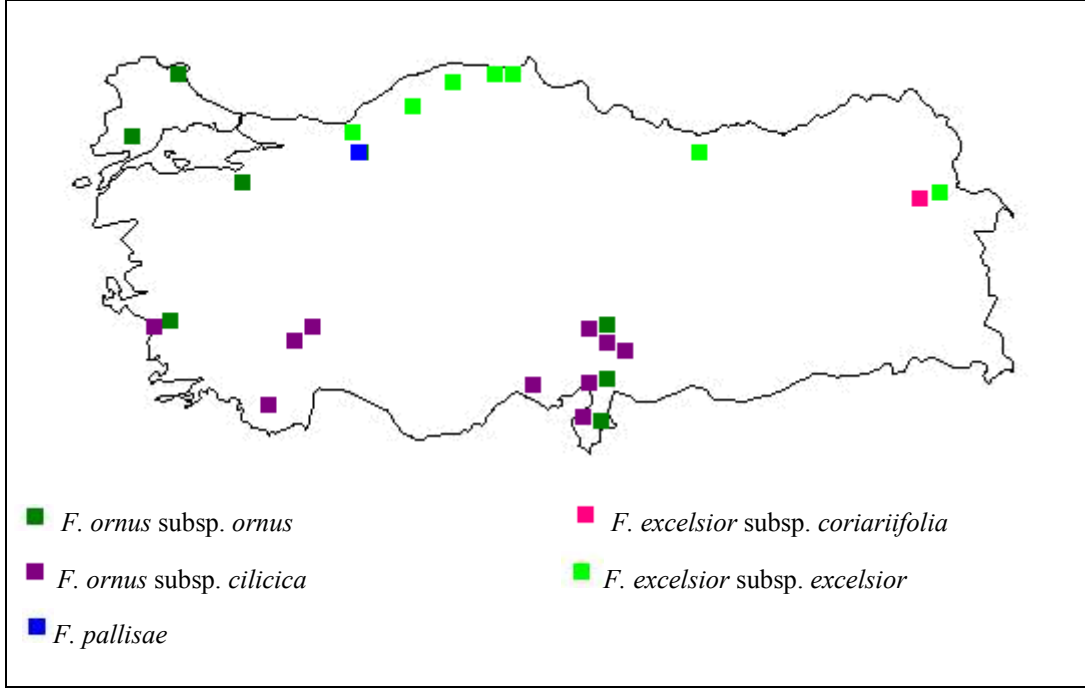 F. ornus subsp. ornus
F. excelsior subsp. coriariifolia
F. ornus subsp. cilicica
F. excelsior subsp. excelsior
F. pallisae